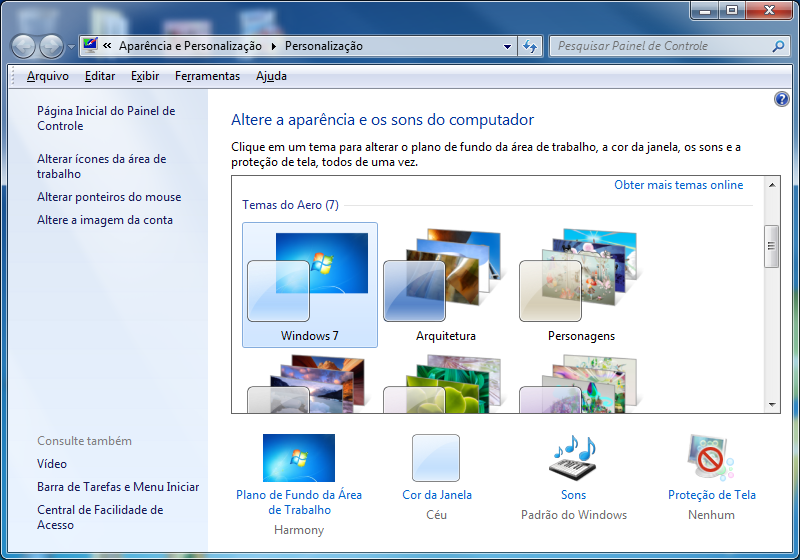 « Aparência e Personalização ▸ Personalização
Pesquisar Painel de Controle
Arquivo Editar Exibir Ferramentas Ajuda
Página Inicial do Painel de
Controle
Alterar ícones da área de
trabalho
Alterar ponteiros do mouse
Altere a imagem da conta
Consulte também
Vídeo
Barra de Tarefas e Menu Iniciar
Central de Facilidade de
Acesso
Altere a aparência e os sons do computador
Clique em um tema para alterar o plano de fundo da área de trabalho, a cor da janela, os sons e a
proteção de tela, todos de uma vez.
Obter mais temas online
Temas do Aero (7)
Windows 7
Arquitetura
Personagens
Plano de Fundo da Área
de Trabalho
Harmony
Cor da Janela
Céu
Sons
Padrão do Windows
Proteção de Tela
Nenhum